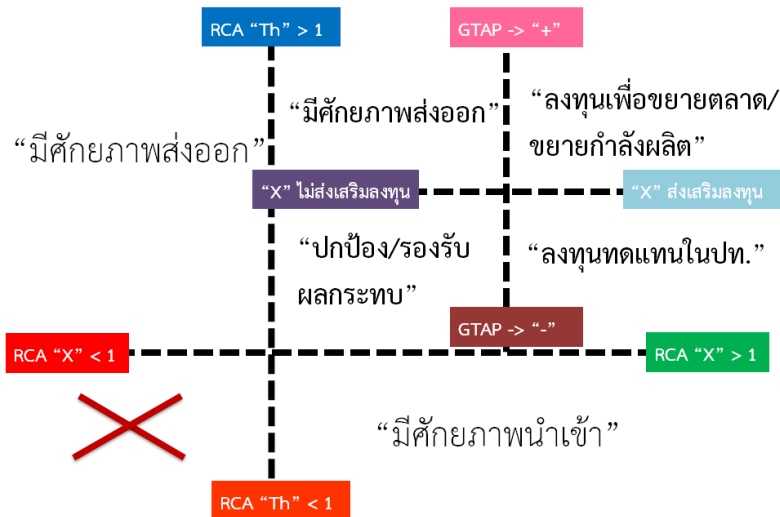 RCA “Th” > 1
GTAP -> “+”
“มีศักยภาพส่งออก”
“มีศักยภาพส่งออก”
“ลงทุนเพื่อขยายตลาด/
ขยายกำลังผลิต”
“X” ไม่ส่งเสริมลงทุน
“X” ส่งเสริมลงทุน
“ปกป้อง/รองรับ
ผลกระทบ”
“ลงทุนทดแทนในปท.”
GTAP -> “-”
RCA “X” < 1
RCA “X” > 1
“มีศักยภาพนำเข้า”
RCA “Th” < 1